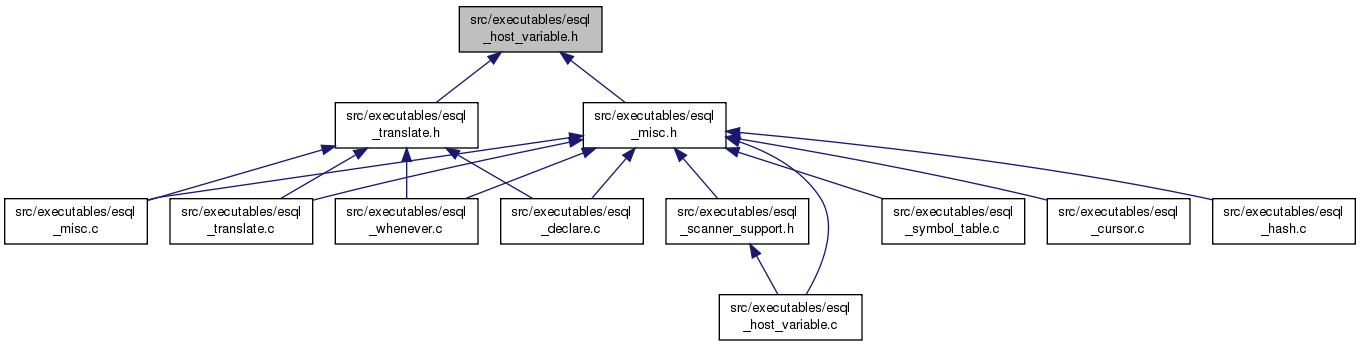 src/executables/esql
_host_variable.h
src/executables/esql
_translate.h
src/executables/esql
_misc.h
src/executables/esql
_misc.c
src/executables/esql
_translate.c
src/executables/esql
_whenever.c
src/executables/esql
_declare.c
src/executables/esql
_scanner_support.h
src/executables/esql
_symbol_table.c
src/executables/esql
_cursor.c
src/executables/esql
_hash.c
src/executables/esql
_host_variable.c